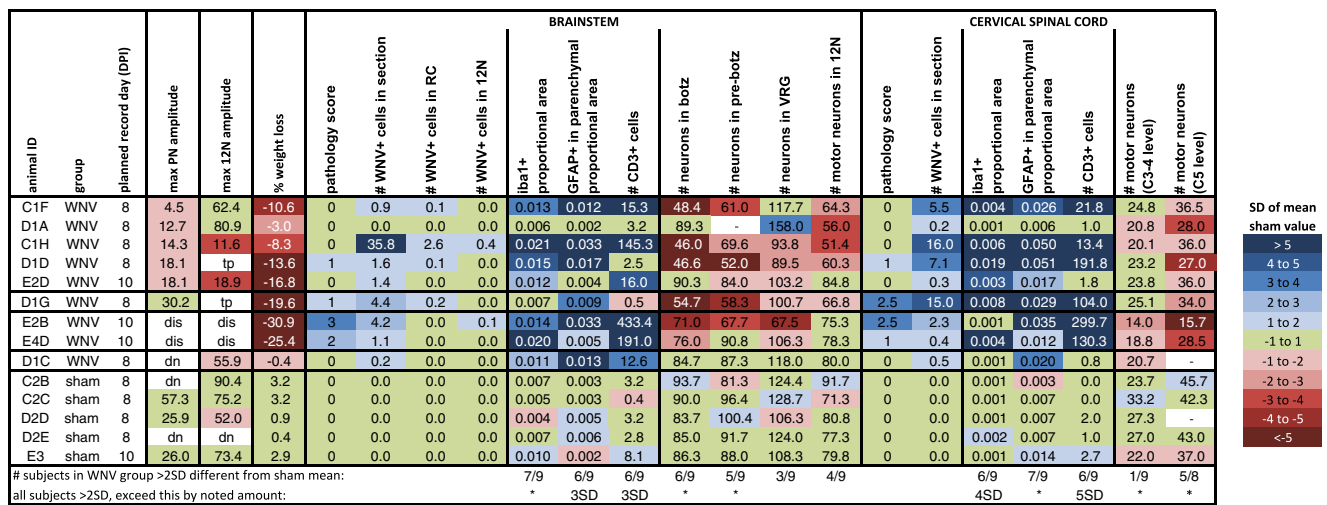 BRAINSTEM CERVICAL SPINAL CORD
animal ID group planned record day (DPI) max PN amplitude max 12N amplitude % weight loss pathology score # WNV+ cells in section # WNV+ cells in RC # WNV+ cells in 12N iba1+ proportional area GFAP+ in parenchymal proportional area # CD3+ cells # neurons in botz # neurons in pre-botz # neurons in VRG # motor neurons in 12N pathology score # WNV+ cells in section iba1+ proportional area GFAP+ in parenchymal proportional area # CD3+ cells # motor neurons (C3-4 level) # motor neurons (C5 level)
C1F WNV 8 4.5 62.4 -10.6 0 0.9 0.1 0.0 0.013 0.012 15.3 48.4 61.0 117.7 64.3 0 5.5 0.004 0.026 21.8 24.8 36.5
D1A WNV 8 12.7 80.9 -3.0 0 0.0 0.0 0.0 0.006 0.002 3.2 89.3 - 158.0 56.0 0 0.2 0.001 0.006 1.0 20.8 28.0
C1H WNV 8 14.3 11.6 -8.3 0 35.8 2.6 0.4 0.021 0.033 145.3 46.0 69.6 93.8 51.4 0 16.0 0.006 0.050 13.4 20.1 36.0
D1D WNV 8 18.1 tp -13.6 1 1.6 0.1 0.0 0.015 0.017 2.5 46.6 52.0 89.5 60.3 1 7.1 0.019 0.051 191.8 23.2 27.0
E2D WNV 10 18.1 18.9 -16.8 0 1.4 0.0 0.0 0.012 0.004 16.0 90.3 84.0 103.2 84.8 0 0.3 0.003 0.017 1.8 23.8 36.0
D1G WNV 8 30.2 tp -19.6 1 4.4 0.2 0.0 0.007 0.009 0.5 54.7 58.3 100.7 66.8 2.5 15.0 0.008 0.029 104.0 25.1 34.0
E2B WNV 10 dis dis -30.9 3 4.2 0.0 0.1 0.014 0.033 433.4 71.0 67.7 67.5 75.3 2.5 2.3 0.001 0.035 299.7 14.0 15.7
E4D WNV 10 dis dis -25.4 2 1.1 0.0 0.0 0.020 0.005 191.0 76.0 90.8 106.3 78.3 1 0.4 0.004 0.012 130.3 18.8 28.5
D1C WNV 8 dn 55.9 -0.4 0 0.2 0.0 0.0 0.011 0.013 12.6 84.7 87.3 118.0 80.0 0 0.5 0.001 0.020 0.8 20.7 -
C2B sham 8 dn 90.4 3.2 0 0.0 0.0 0.0 0.007 0.003 3.2 93.7 81.3 124.4 91.7 0 0.0 0.001 0.003 0.0 23.7 45.7
C2C sham 8 57.3 75.2 3.2 0 0.0 0.0 0.0 0.005 0.003 0.4 90.0 96.4 128.7 71.3 0 0.0 0.001 0.007 0.0 33.2 42.3
D2D sham 8 25.9 52.0 0.9 0 0.0 0.0 0.0 0.004 0.005 3.2 83.7 100.4 106.3 80.8 0 0.0 0.001 0.007 2.0 27.3 -
D2E sham 8 dn dn 0.4 0 0.0 0.0 0.0 0.007 0.006 2.8 85.0 91.7 124.0 77.3 0 0.0 0.002 0.007 1.0 27.0 43.0
E3 sham 10 26.0 73.4 2.9 0 0.0 0.0 0.0 0.010 0.002 8.1 86.3 88.0 108.3 79.8 0 0.0 0.001 0.014 2.7 22.0 37.0
# subjects in WNV group >2SD different from sham mean: 7/9 6/9 6/9 6/9 5/9 3/9 4/9 6/9 7/9 6/9 1/9 5/8
all subjects >2SD, exceed this by noted amount: * 3SD 3SD * * 4SD * 5SD * *
SD of mean
sham value
> 5
4 to 5
3 to 4
2 to 3
1 to 2
-1 to 1
-1 to -2
-2 to -3
-3 to -4
-4 to -5
<-5